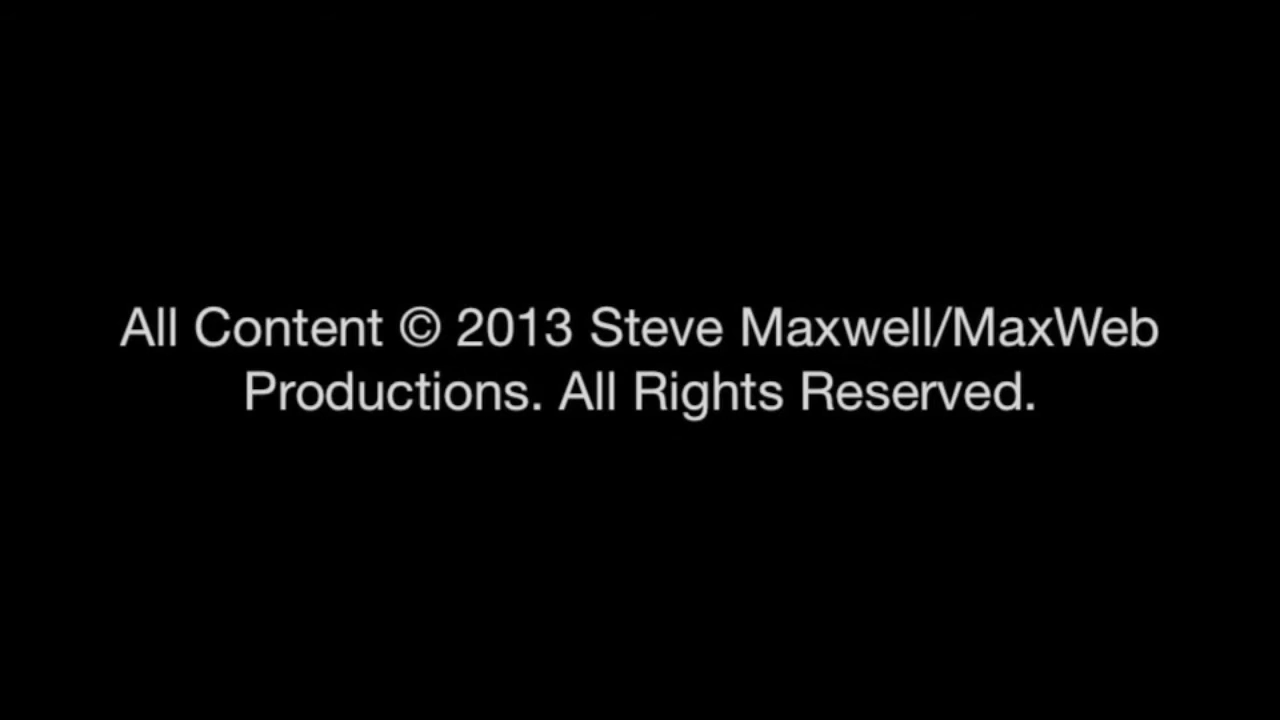 All Content © 2013 Steve Maxwell/MaxWeb
Productions. All Rights Reserved.